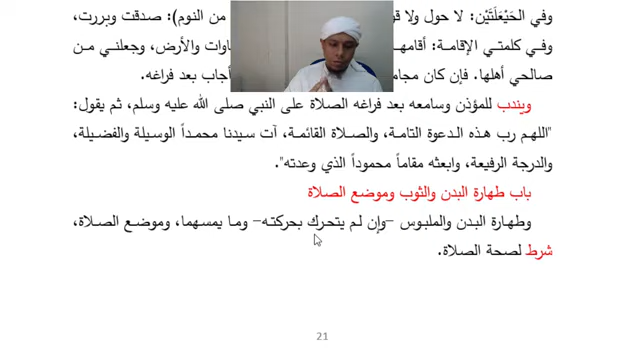 وفي الحَيْعَلَتَيْن: لا حول ولا من النوم): صدقت وبررت،
وفي كلمتي الإقامة: أقامهـ اوات والأرض، وجعلني من
صالحي أهلها. فإن كان أجاب بعد فراغه.
ويندب للمؤذن وسامعه بعد فراغه الصلاة على النبي صلى الله عليه وسلم، ثم يقول:
"اللهم رب هذه الدعوة التامة، والصلاة القائمة، آت سيدنا محمداً الوسيلة والفضيلة،
والدرجة الرفيعة، وابعثه مقاماً محموداً الذي وعدته".
باب طهارة البدن والثوب وموضع الصلاة
وطهارة البدن والملبوس -وإن لم يتحرك بحركته- وما يمسهما، وموضع الصلاة،
شرط لصحة الصلاة.
21